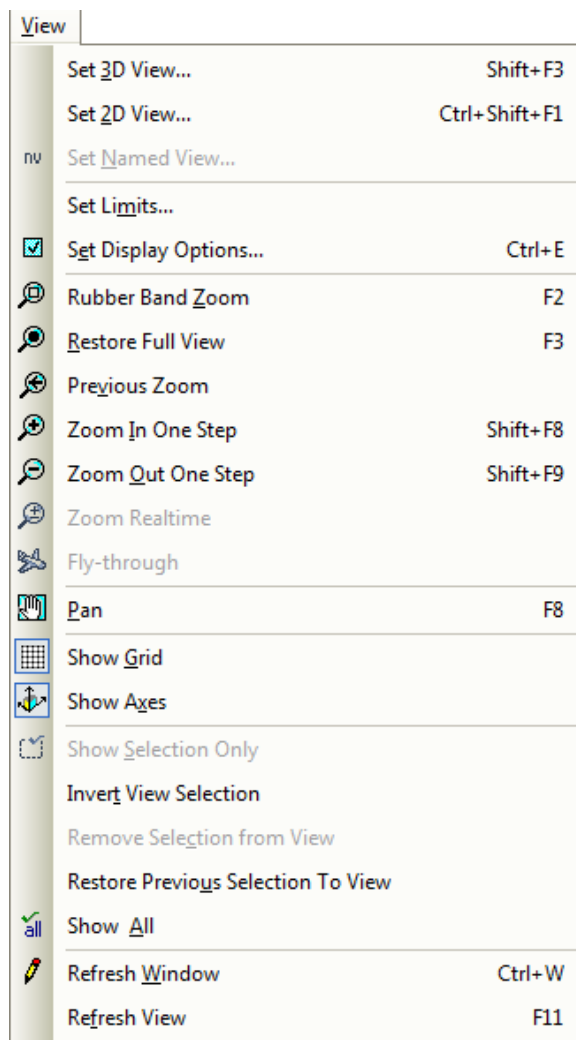 View
Set 3D View... Shift+F3
Set 2D View... Ctrl+Shift+F1
nv Set Named View...
Set Limits...
Set Display Options... Ctrl+E
Rubber Band Zoom F2
Restore Full View F3
Previous Zoom
Zoom In One Step Shift+F8
Zoom Out One Step Shift+F9
Zoom Realtime
Fly-through
Pan F8
Show Grid
Show Axes
Show Selection Only
Invert View Selection
Remove Selection from View
Restore Previous Selection To View
all Show All
Refresh Window Ctrl+W
Refresh View F11